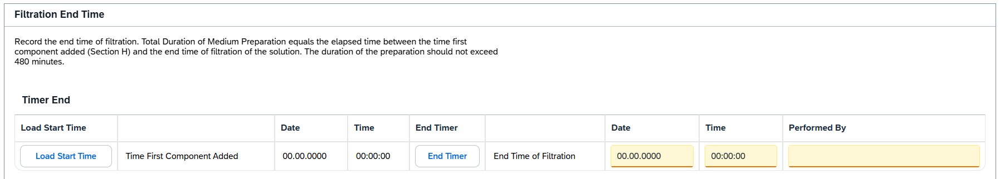 Filtration End Time
Record the end time of filtration. Total Duration of Medium Preparation equals the elapsed time between the time first
component added (Section H) and the end time of filtration of the solution. The duration of the preparation should not exceed
480 minutes.
Timer End
Load Start Time Date Time End Timer Date Time Performed By
Load Start Time Time First Component Added 00.00.0000 00:00:00 End Timer End Time of Filtration 00.00.0000 00:00:00